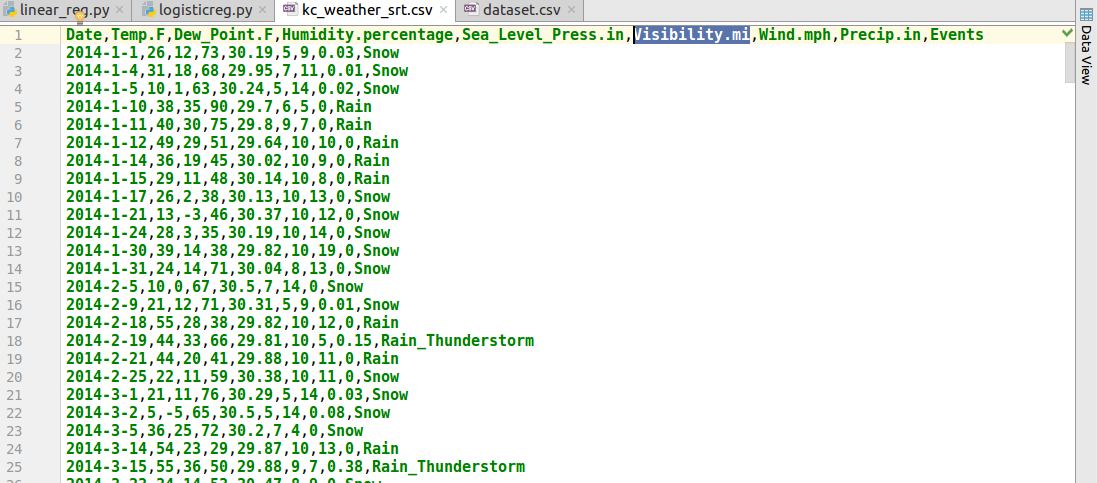 linear_reg.py × logisticreg.py × kc_weather_srt.csv × dataset.csv ×
1 Date,Temp.F,Dew_Point.F,Humidity.percentage,Sea_Level_Press.in,Visibility.mi,Wind.mph,Precip.in,Events
2 2014-1-1,26,12,73,30.19,5,9,0.03,Snow
3 2014-1-4,31,18,68,29.95,7,11,0.01,Snow
4 2014-1-5,10,1,63,30.24,5,14,0.02,Snow
5 2014-1-10,38,35,90,29.7,6,5,0,Rain
6 2014-1-11,40,30,75,29.8,9,7,0,Rain
7 2014-1-12,49,29,51,29.64,10,10,0,Rain
8 2014-1-14,36,19,45,30.02,10,9,0,Rain
9 2014-1-15,29,11,48,30.14,10,8,0,Rain
10 2014-1-17,26,2,38,30.13,10,13,0,Snow
11 2014-1-21,13,-3,46,30.37,10,12,0,Snow
12 2014-1-24,28,3,35,30.19,10,14,0,Snow
13 2014-1-30,39,14,38,29.82,10,19,0,Snow
14 2014-1-31,24,14,71,30.04,8,13,0,Snow
15 2014-2-5,10,0,67,30.5,7,14,0,Snow
16 2014-2-9,21,12,71,30.31,5,9,0.01,Snow
17 2014-2-18,55,28,38,29.82,10,12,0,Rain
18 2014-2-19,44,33,66,29.81,10,5,0.15,Rain_Thunderstorm
19 2014-2-21,44,20,41,29.88,10,11,0,Rain
20 2014-2-25,22,11,59,30.38,10,11,0,Snow
21 2014-3-1,21,11,76,30.29,5,14,0.03,Snow
22 2014-3-2,5,-5,65,30.5,5,14,0.08,Snow
23 2014-3-5,36,25,72,30.2,7,4,0,Snow
24 2014-3-14,54,23,29,29.87,10,13,0,Rain
25 2014-3-15,55,36,50,29.88,9,7,0.38,Rain_Thunderstorm
Data View